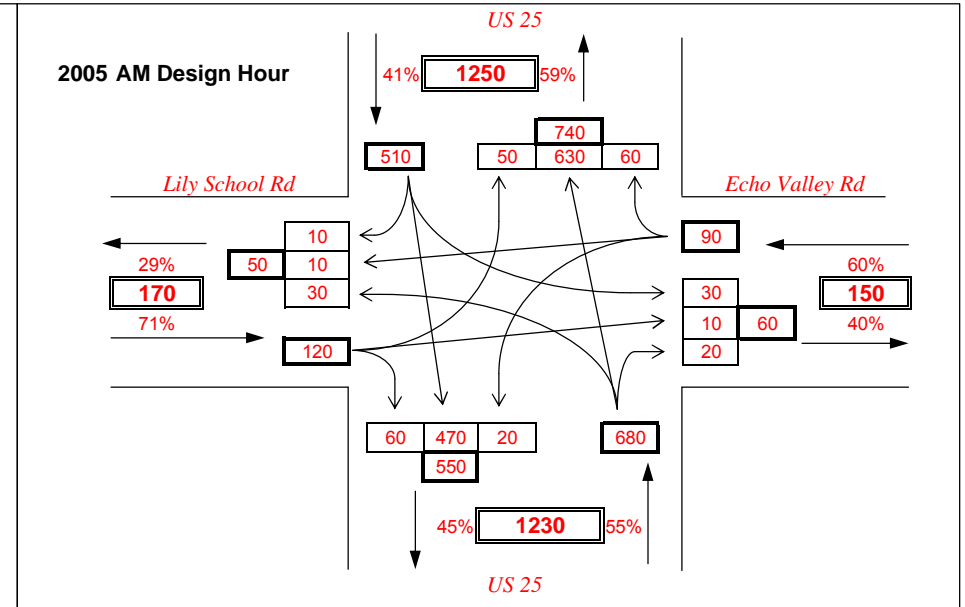 US 25
2005 AM Design Hour
41% 1250 59%
740
510 50 630 60
Lily School Rd Echo Valley Rd
10 90
29% 50 10 60%
170 30 30 150
71% 10 60 40%
120 20
60 470 20 680
550
45% 1230 55%
US 25